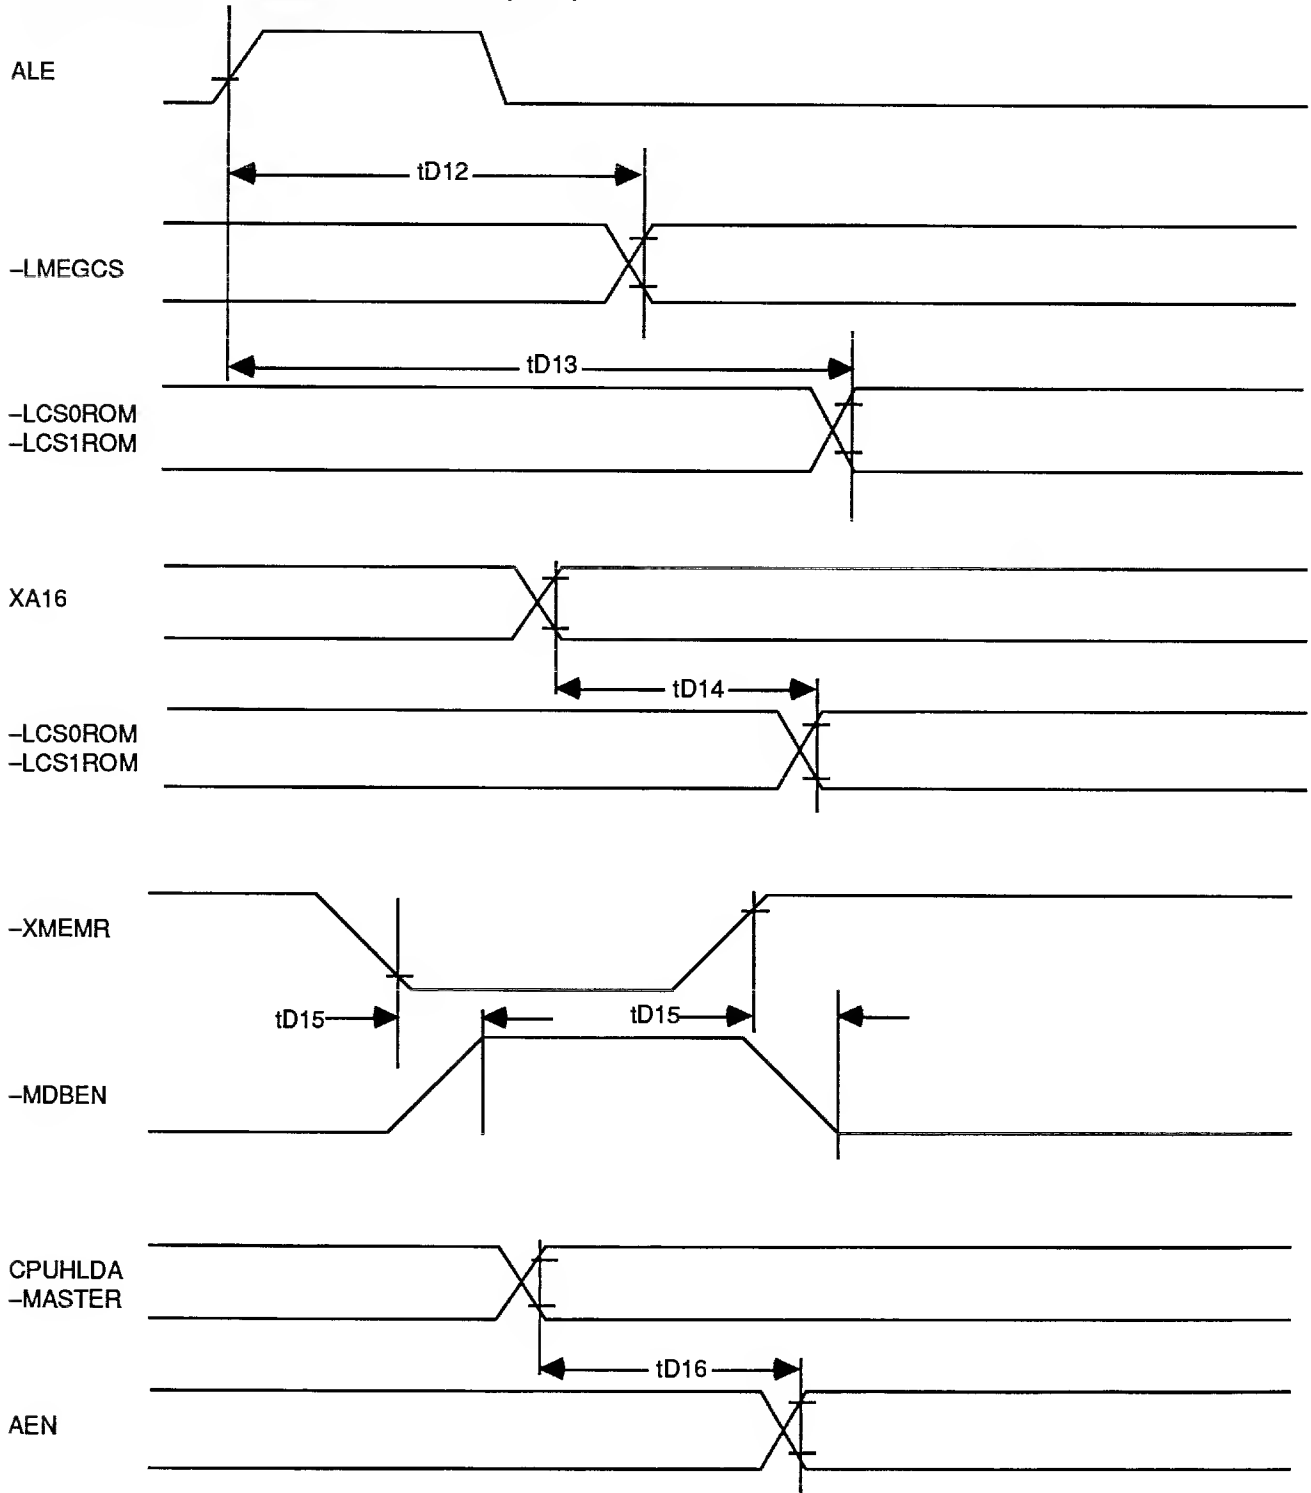 ALE
tD12
–LMEGCS
tD13
–LCS0ROM
–LCS1ROM
XA16
tD14
–LCS0ROM
–LCS1ROM
–XMEMR
tD15 tD15
–MDBEN
CPUHLDA
–MASTER
tD16
AEN